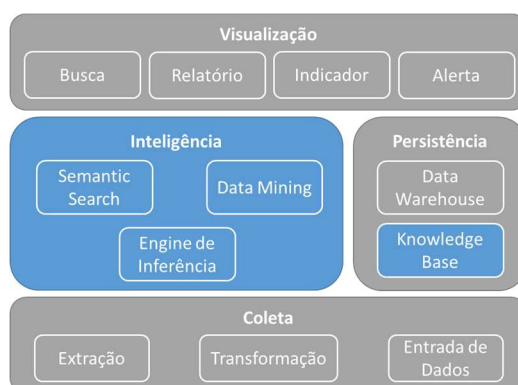 Visualização
Busca
Relatório
Indicador
Alerta
Inteligência
Semantic
Search
Data Mining
Engine de
Inferência
Persistência
Data
Warehouse
Knowledge
Base
Coleta
Extração
Transformação
Entrada de
Dados